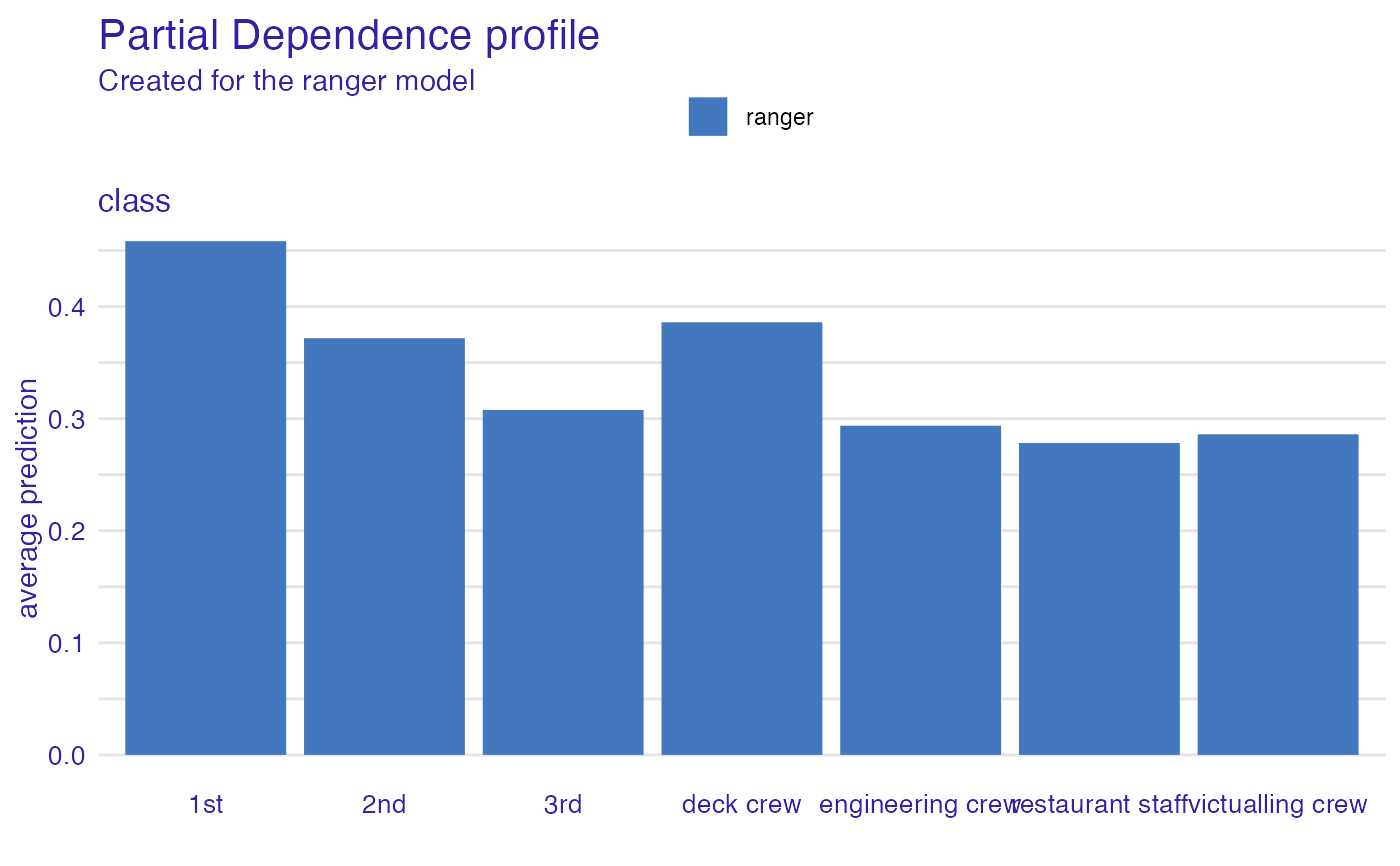 Partial Dependence profile
Created for the ranger model
ranger
class
average prediction
0.4
0.3
0.2
0.1
0.0
1st 2nd 3rd deck crew engineering crew restaurant staff victualling crew